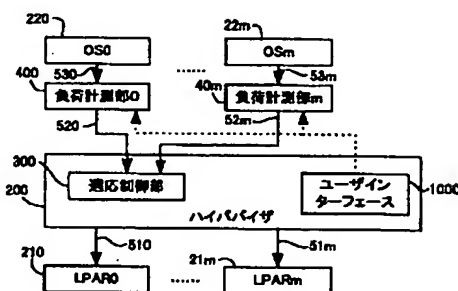 220
OS0
22m
OSm
400
530
53m
負荷計測部0
40m
負荷計測部m
520
52m
300
適応制御部
ユーザイン
ターフェース
1000
200
ハイパバイザ
510
51m
210
LPAR0
21m
LPARm